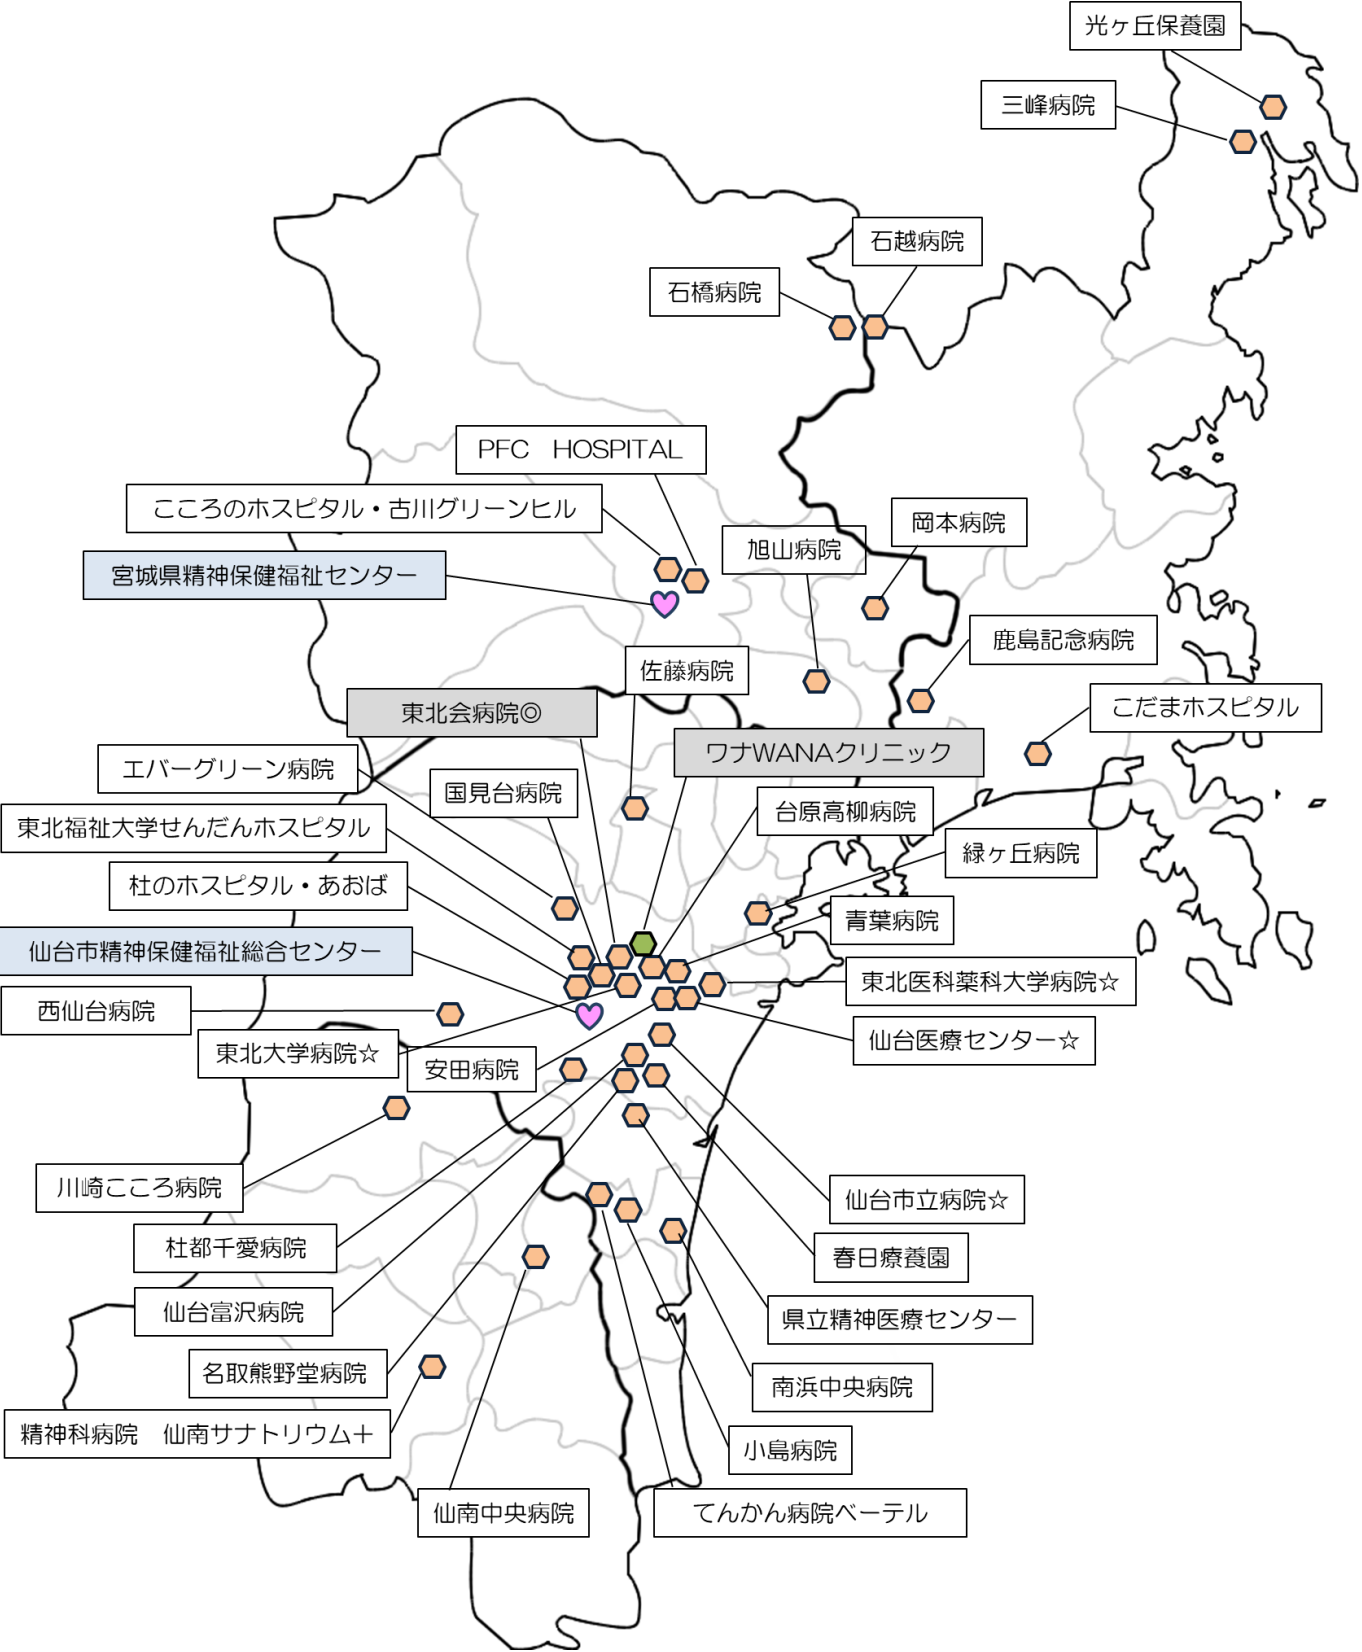 光ヶ丘保養園
三峰病院
石越病院
石橋病院
PFC　HOSPITAL
こころのホスピタル・古川グリーンヒル
岡本病院
旭山病院
宮城県精神保健福祉センター
鹿島記念病院
佐藤病院
こだまホスピタル
東北会病院◎
ワナWANAクリニック
エバーグリーン病院
国見台病院
台原高柳病院
東北福祉大学せんだんホスピタル
緑ヶ丘病院
杜のホスピタル・あおば
青葉病院
仙台市精神保健福祉総合センター
東北医科薬科大学病院☆
西仙台病院
仙台医療センター☆
東北大学病院☆
安田病院
川崎こころ病院
仙台市立病院☆
杜都千愛病院
春日療養園
仙台富沢病院
県立精神医療センター
名取熊野堂病院
南浜中央病院
精神科病院　仙南サナトリウム＋
小島病院
仙南中央病院
てんかん病院ベーテル